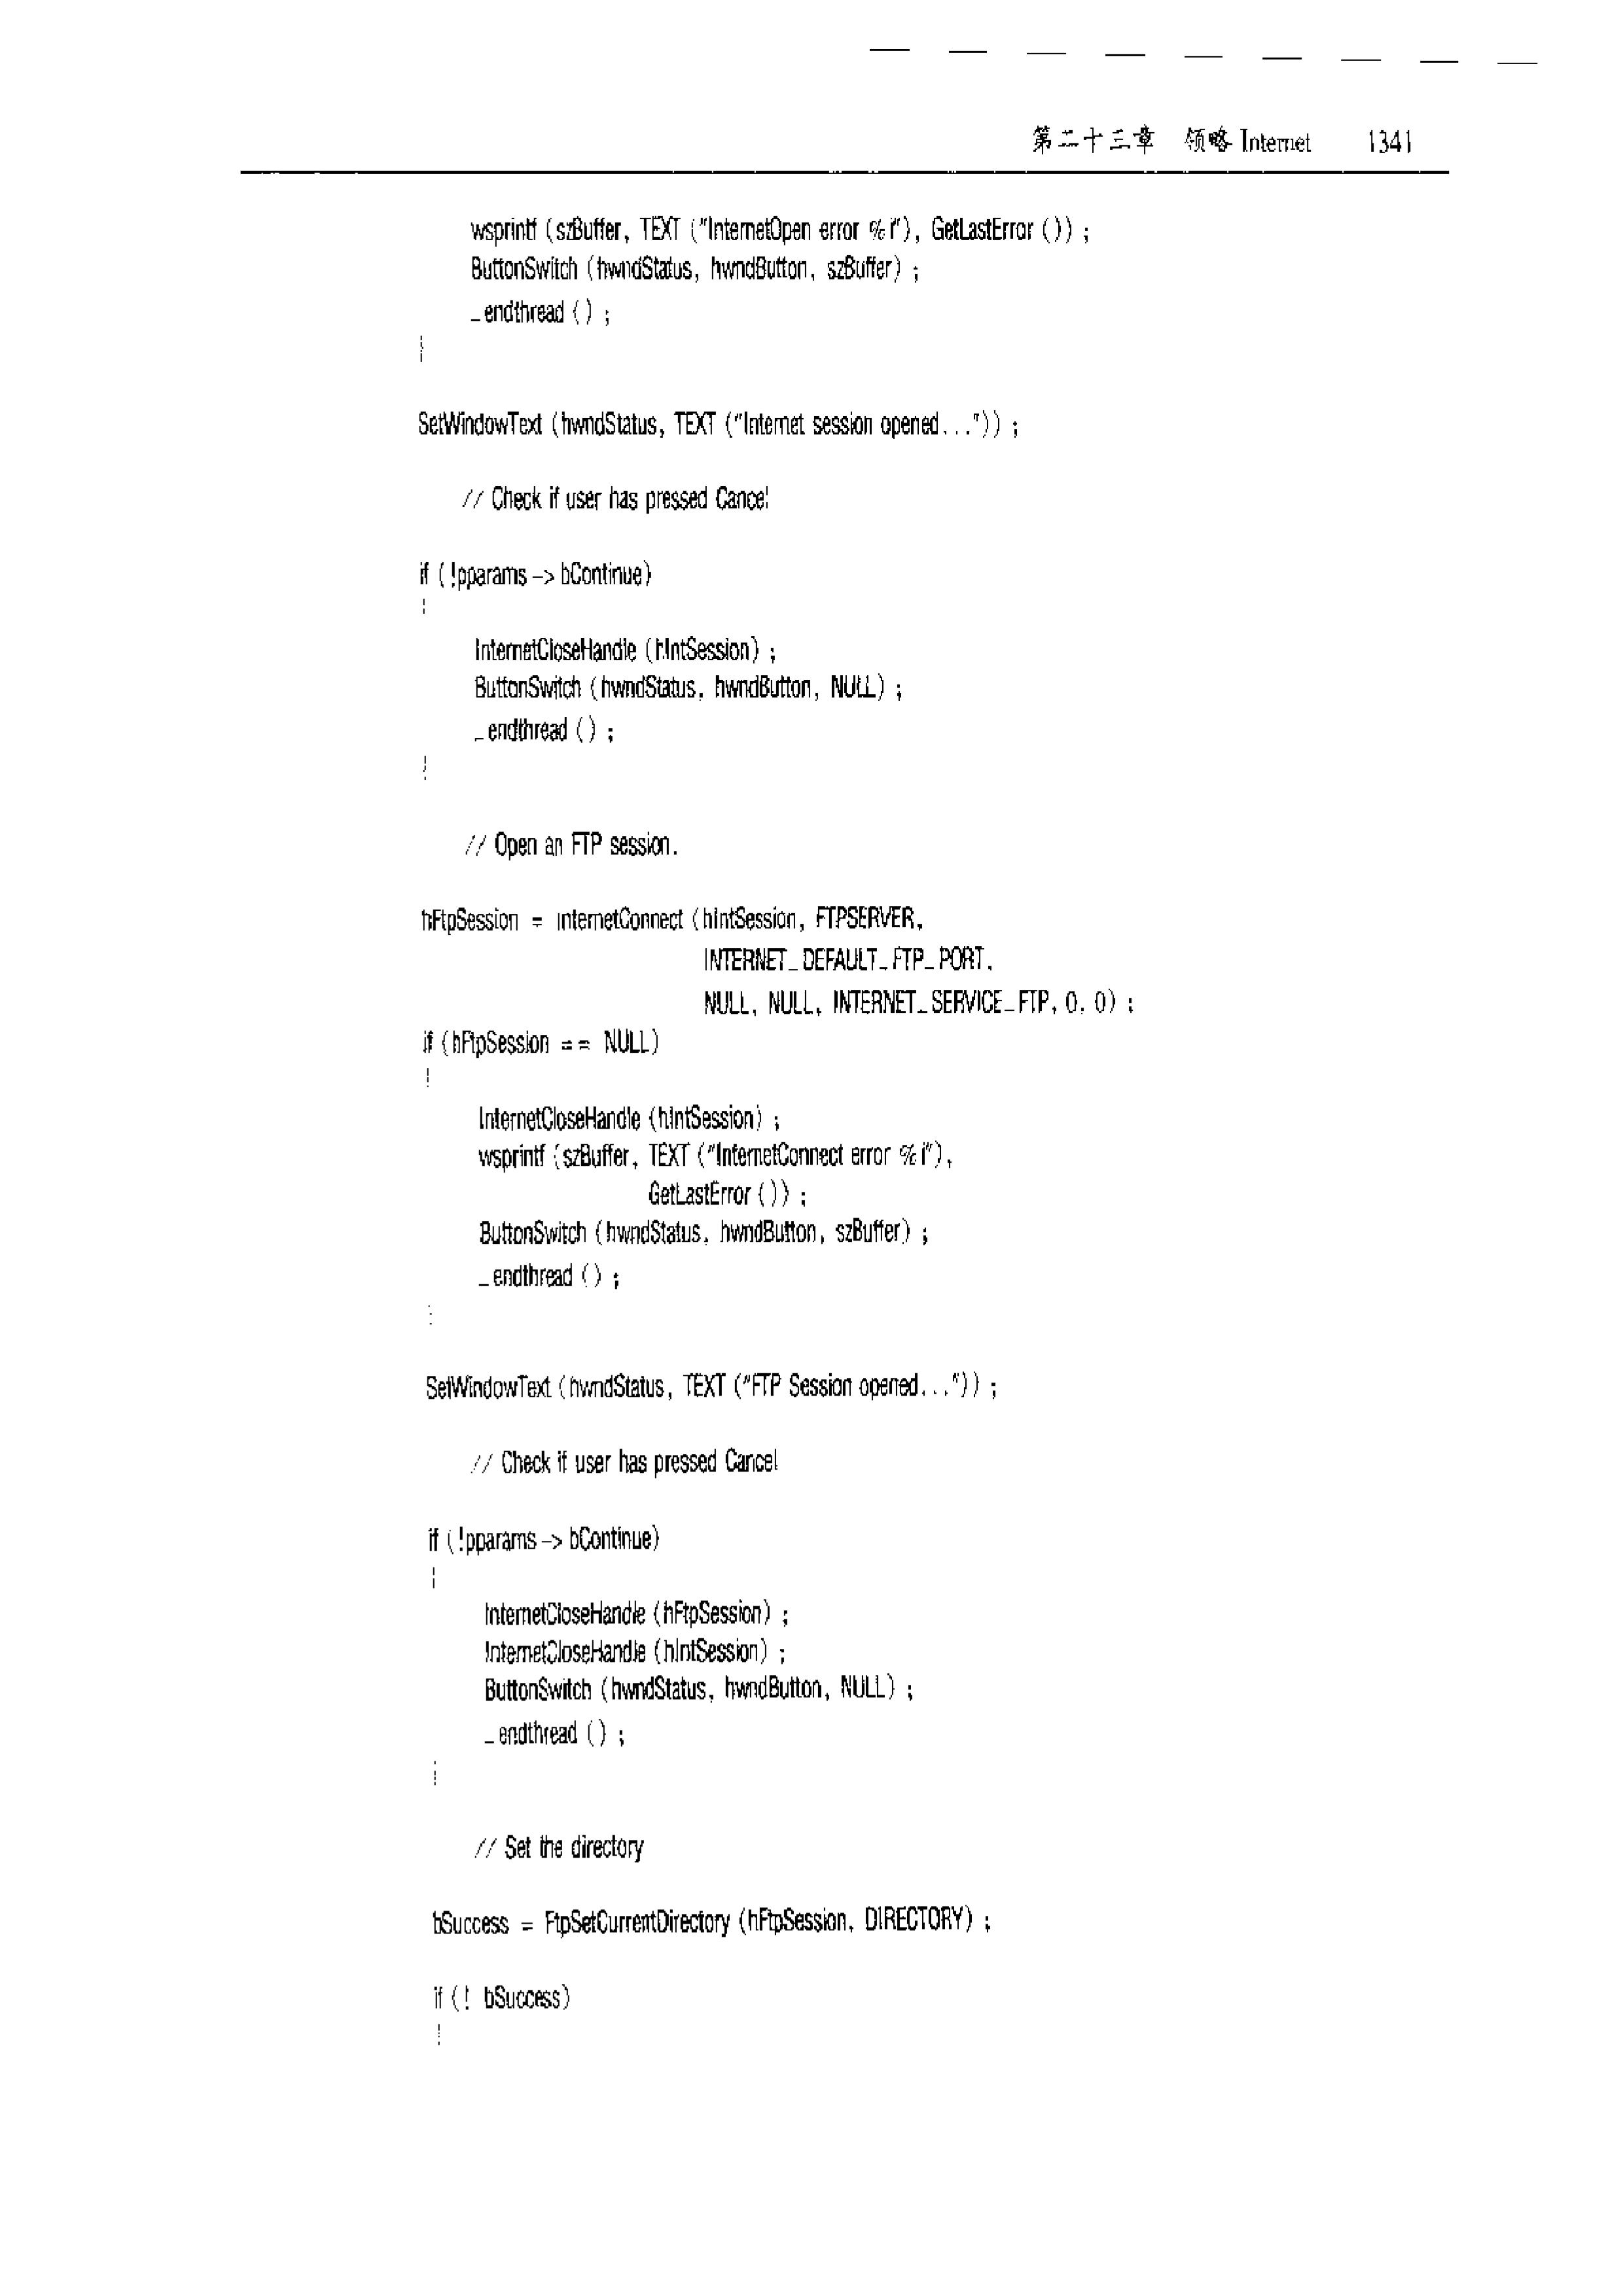 第二十三章 领略 Internet 1341
wsprintf (szBuffer, TEXT ("InternetOpen error %i"), GetLastError ()) ;
ButtonSwitch (hwndStatus, hwndButton, szBuffer) ;
_endthread () ;
}
SetWindowText (hwndStatus, TEXT ("Internet session opened...")) ;
// Check if user has pressed Cancel
if (!pparams->bContinue)
{
InternetCloseHandle (hIntSession) ;
ButtonSwitch (hwndStatus, hwndButton, NULL) ;
_endthread () ;
}
// Open an FTP session.
hFtpSession = InternetConnect (hIntSession, FTPSERVER,
INTERNET_DEFAULT_FTP_PORT,
NULL, NULL, INTERNET_SERVICE_FTP, 0, 0) ;
if (hFtpSession == NULL)
{
InternetCloseHandle (hIntSession) ;
wsprintf (szBuffer, TEXT ("InternetConnect error %i"),
GetLastError ()) ;
ButtonSwitch (hwndStatus, hwndButton, szBuffer) ;
_endthread () ;
}
SetWindowText (hwndStatus, TEXT ("FTP Session opened...")) ;
// Check if user has pressed Cancel
if (!pparams->bContinue)
{
InternetCloseHandle (hFtpSession) ;
InternetCloseHandle (hIntSession) ;
ButtonSwitch (hwndStatus, hwndButton, NULL) ;
_endthread () ;
}
// Set the directory
bSuccess = FtpSetCurrentDirectory (hFtpSession, DIRECTORY) ;
if (! bSuccess)
{